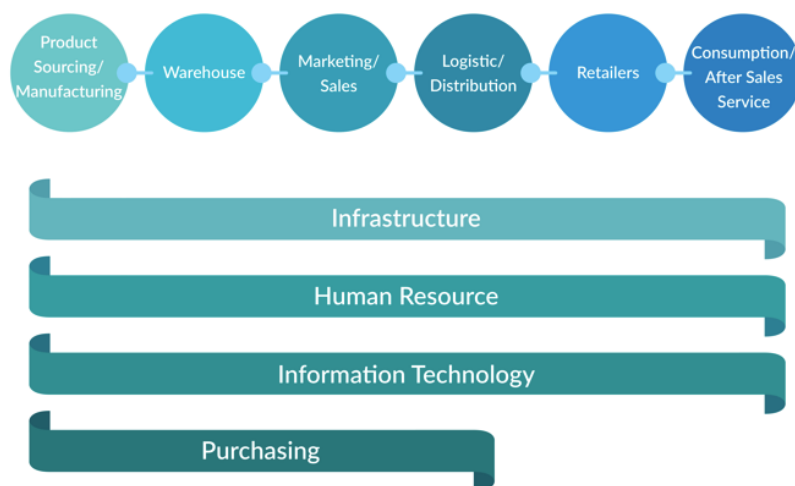 Product
Sourcing/
Manufacturing
Warehouse
Marketing/
Sales
Logistic/
Distribution
Retailers
Consumption/
After Sales
Service
Infrastructure
Human Resource
Information Technology
Purchasing